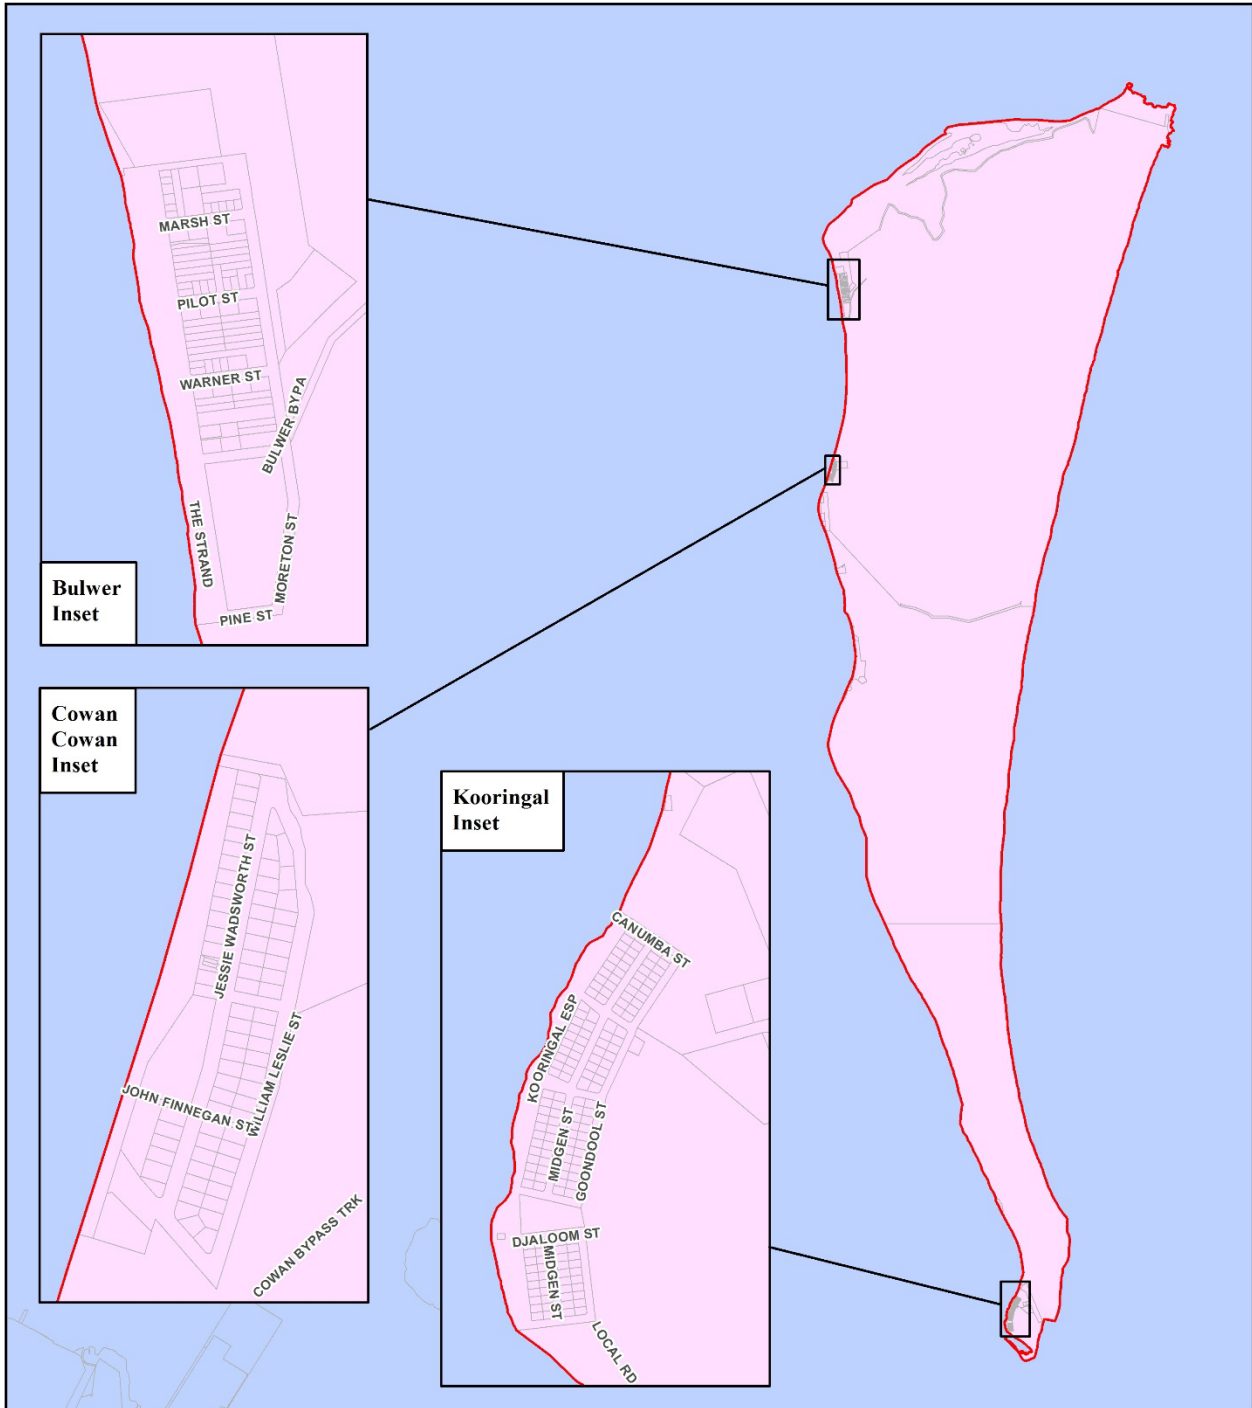 MARSH ST
PILOT ST
WARNER ST
BULWER BYPA
THE STRAND
MORETON ST
PINE ST
Bulwer
Inset
Cowan
Cowan
Inset
JESSIE WADSWORTH ST
WILLIAM LESLIE ST
JOHN FINNEGAN ST
COWAN BYPASS TRK
Kooringal
Inset
CANUMBA ST
KOORINGAL ESP
MIDGEN ST
GOONDOOL ST
DJALOOM ST
MIDGEN ST
LOCAL RD